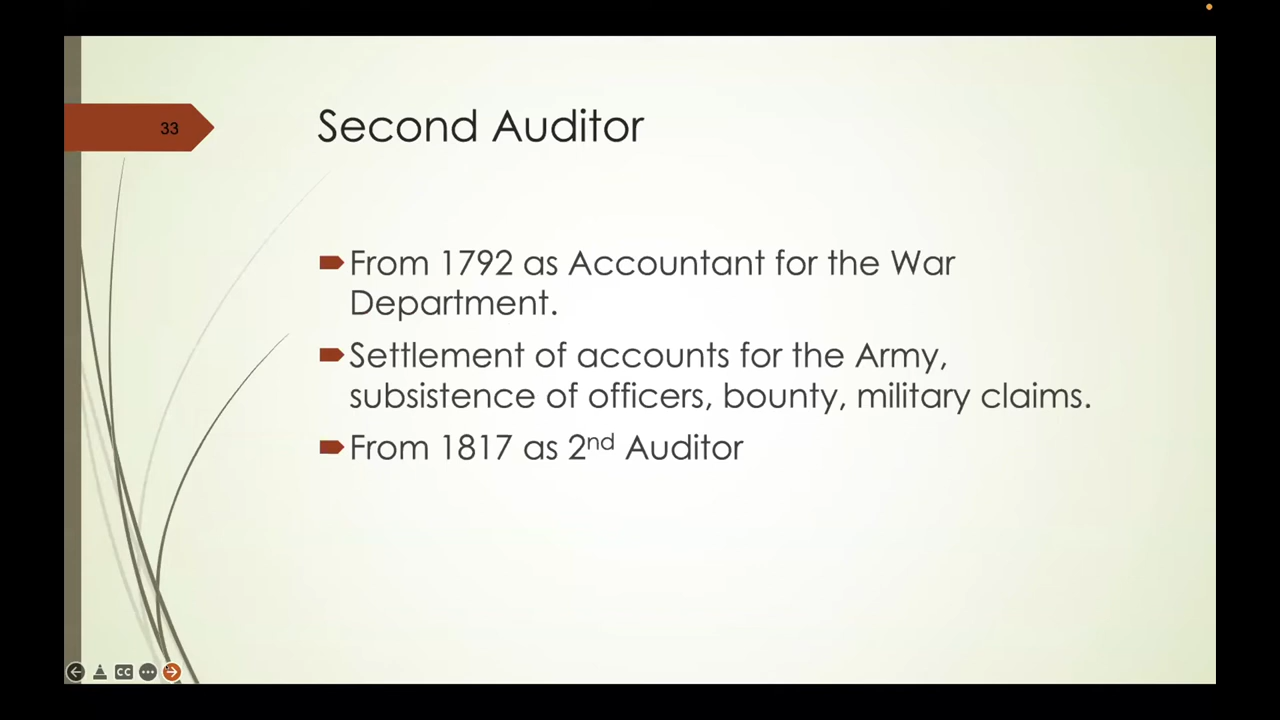 33
Second Auditor
From 1792 as Accountant for the War
Department.
Settlement of accounts for the Army,
subsistence of officers, bounty, military claims.
From 1817 as 2nd Auditor
CC